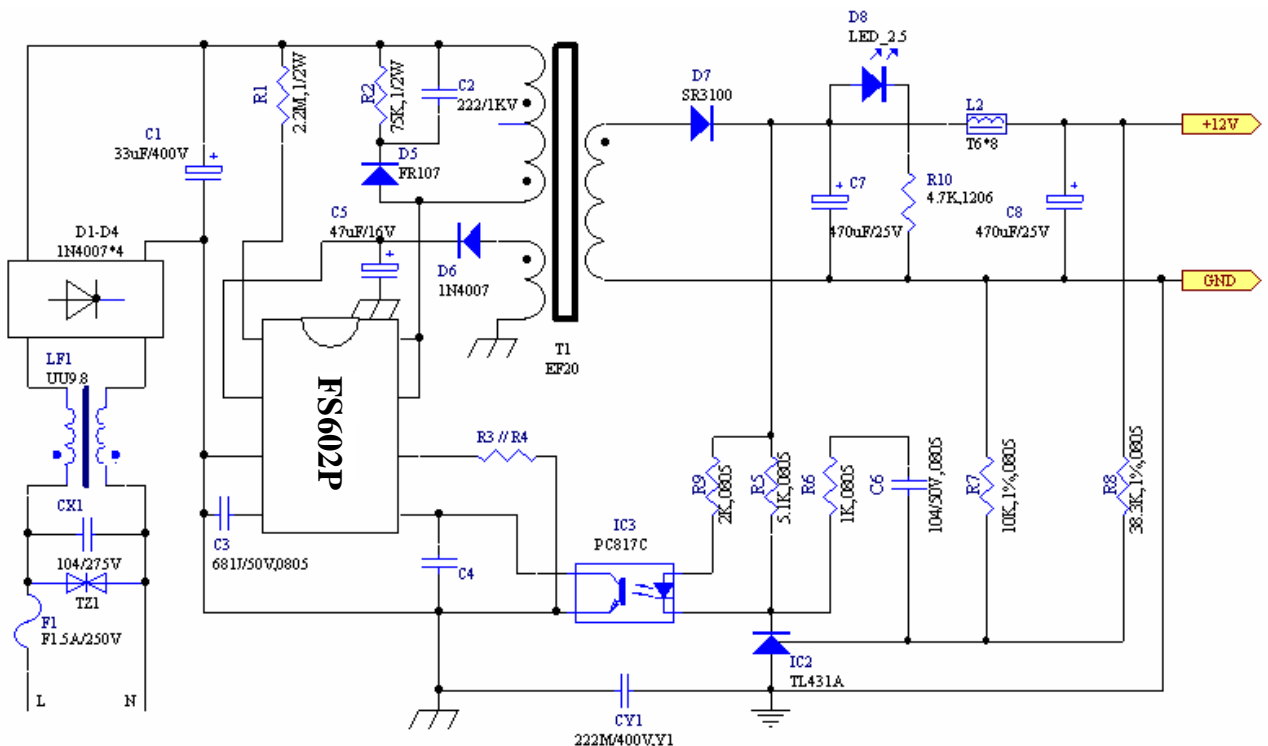 D8
LED_2.5
D7
SR3100
L2
T6*8
+12V
R1
2.2M,1/2W
R2
75K,1/2W
C2
222/1KV
C1
33uF/400V
+
D5
FR107
C5
47uF/16V
+
D6
1N4007
D1-D4
1N4007*4
C7
470uF/25V
+
R10
4.7K,1206
C8
470uF/25V
+
GND
T1
EF20
LF1
UU9.8
FS602P
R3 // R4
CX1
104/275V
TZ1
F1
F1.5A/250V
L
N
C3
681J/50V,0805
C4
IC3
PC817C
R9
2K,0805
R5
5.1K,0805
R6
1K,0805
C6
104/50V,0805
R7
10K,1%,0805
R8
38.3K,1%,0805
IC2
TL431A
CY1
222M/400V,Y1